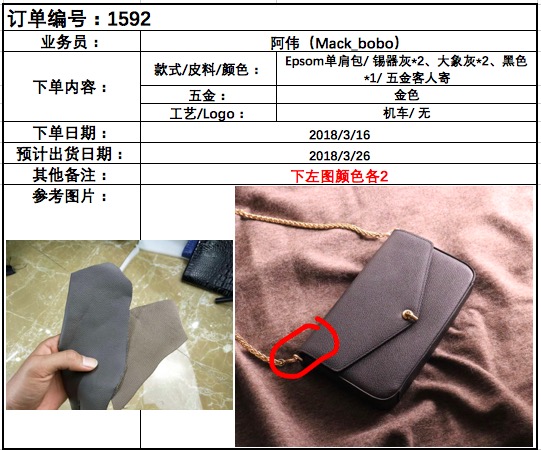 订单编号：1592
业务员： 阿伟（Mack_bobo）
下单内容： 款式/皮料/颜色： Epsom单肩包/ 锡器灰*2、大象灰*2、黑色
*1/ 五金客人寄
五金： 金色
工艺/Logo： 机车/ 无
下单日期： 2018/3/16
预计出货日期： 2018/3/26
其他备注： 下左图颜色各2
参考图片：